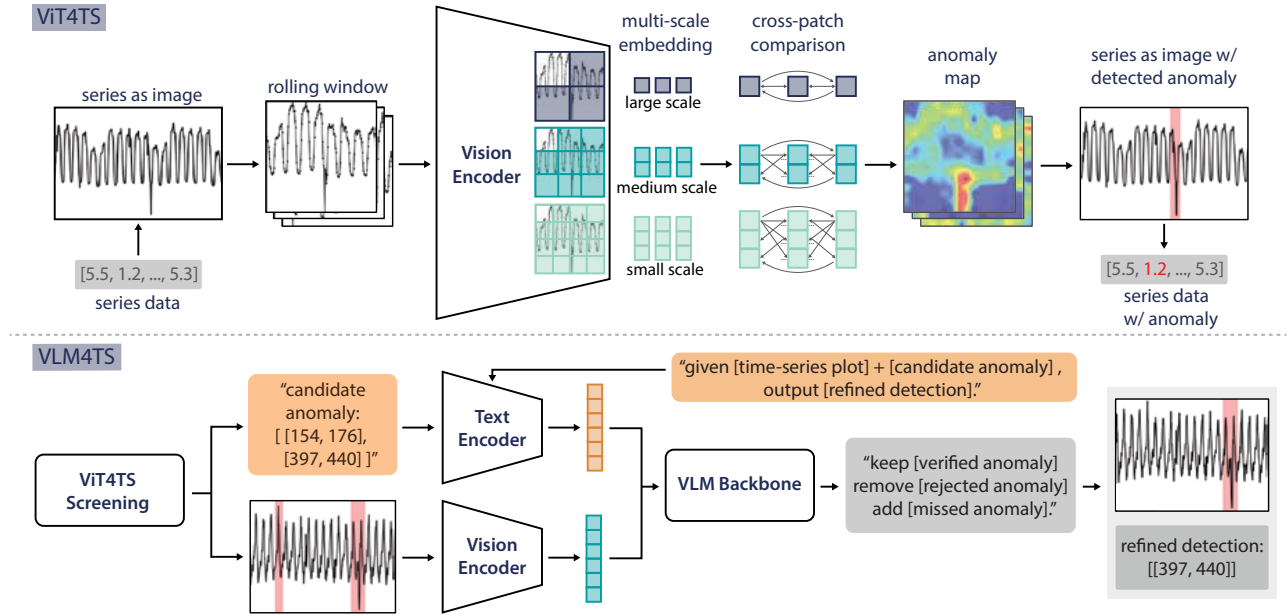 ViT4TS
series as image
rolling window
Vision
Encoder
multi-scale
embedding
large scale
medium scale
small scale
cross-patch
comparison
anomaly
map
series as image w/
detected anomaly
[5.5, 1.2, ..., 5.3]
series data
[5.5, 1.2, ..., 5.3]
series data
w/ anomaly
VLM4TS
ViT4TS
Screening
“candidate
anomaly:
[ [154, 176],
[397, 440] ]”
Text
Encoder
“given [time-series plot] + [candidate anomaly] ,
output [refined detection].”
Vision
Encoder
VLM Backbone
“keep [verified anomaly]
remove [rejected anomaly]
add [missed anomaly].”
refined detection:
[[397, 440]]